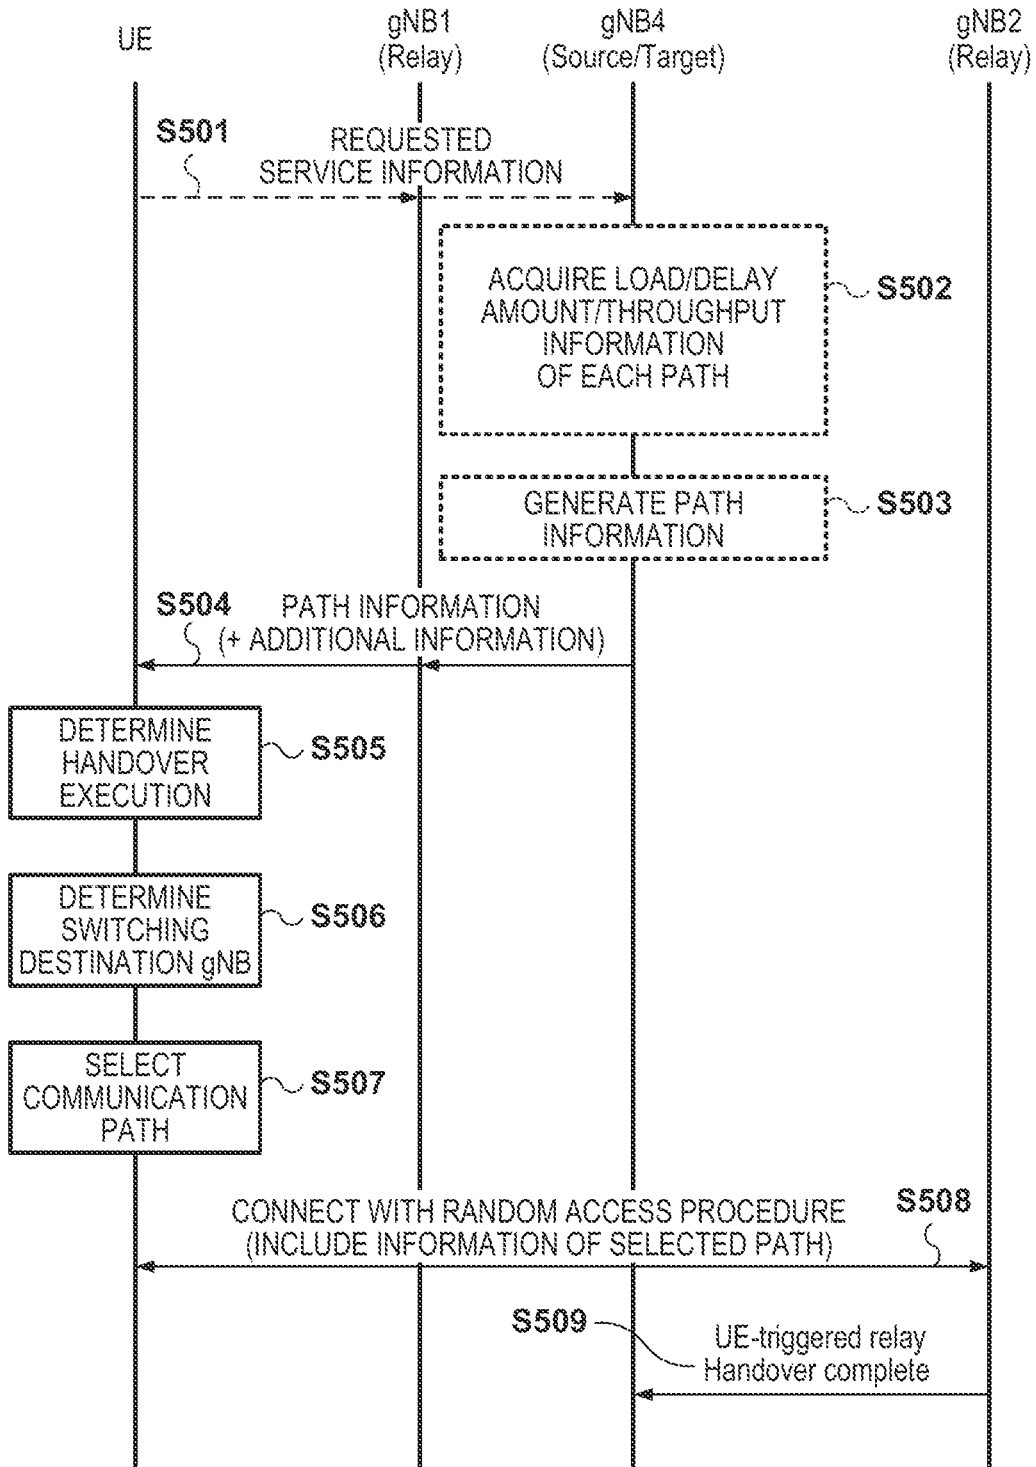 UE
gNB1
(Relay)
gNB4
(Source/Target)
gNB2
(Relay)
S501
REQUESTED
SERVICE INFORMATION
ACQUIRE LOAD/DELAY
AMOUNT/THROUGHPUT
INFORMATION
OF EACH PATH
S502
GENERATE PATH
INFORMATION
S503
S504
PATH INFORMATION
(+ ADDITIONAL INFORMATION)
DETERMINE
HANDOVER
EXECUTION
S505
DETERMINE
SWITCHING
DESTINATION gNB
S506
SELECT
COMMUNICATION
PATH
S507
CONNECT WITH RANDOM ACCESS PROCEDURE
(INCLUDE INFORMATION OF SELECTED PATH)
S508
S509
UE-triggered relay
Handover complete